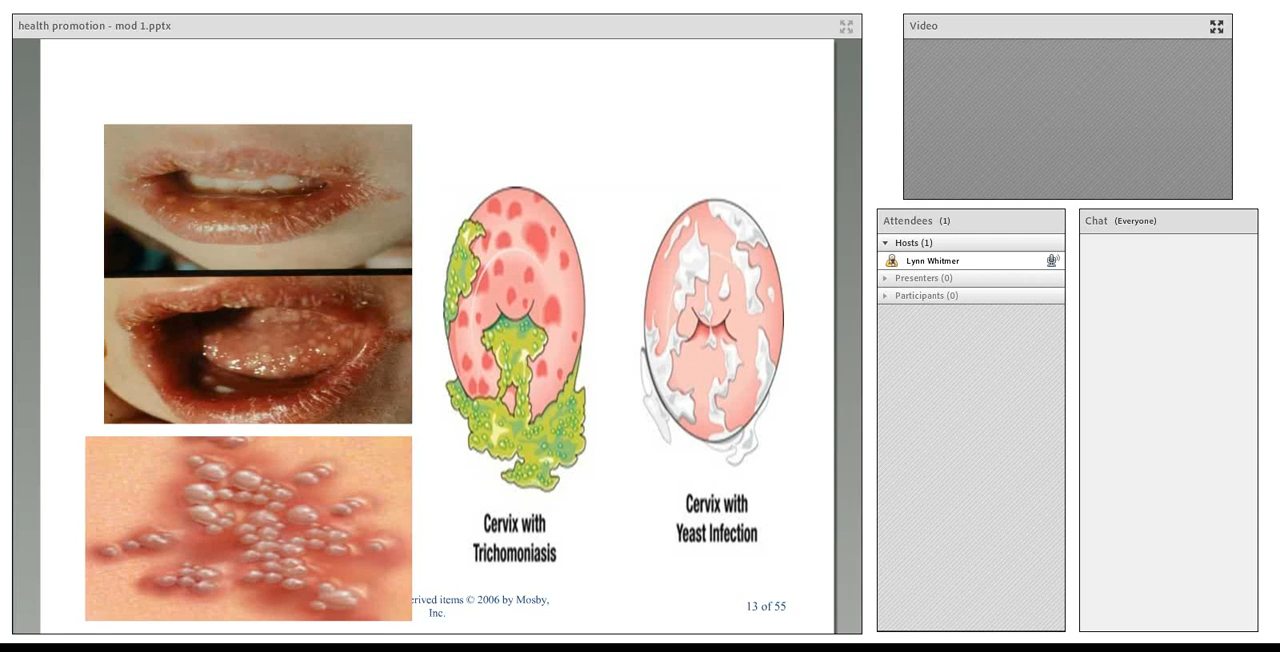 health promotion - mod 1.pptx
Cervix with
Trichomoniasis
Cervix with
Yeast Infection
items © 2006 by Mosby,
Inc.
13 of 55
Video
Attendees (1)
Hosts (1)
Lynn Whitmer
Presenters (0)
Participants (0)
Chat (Everyone)